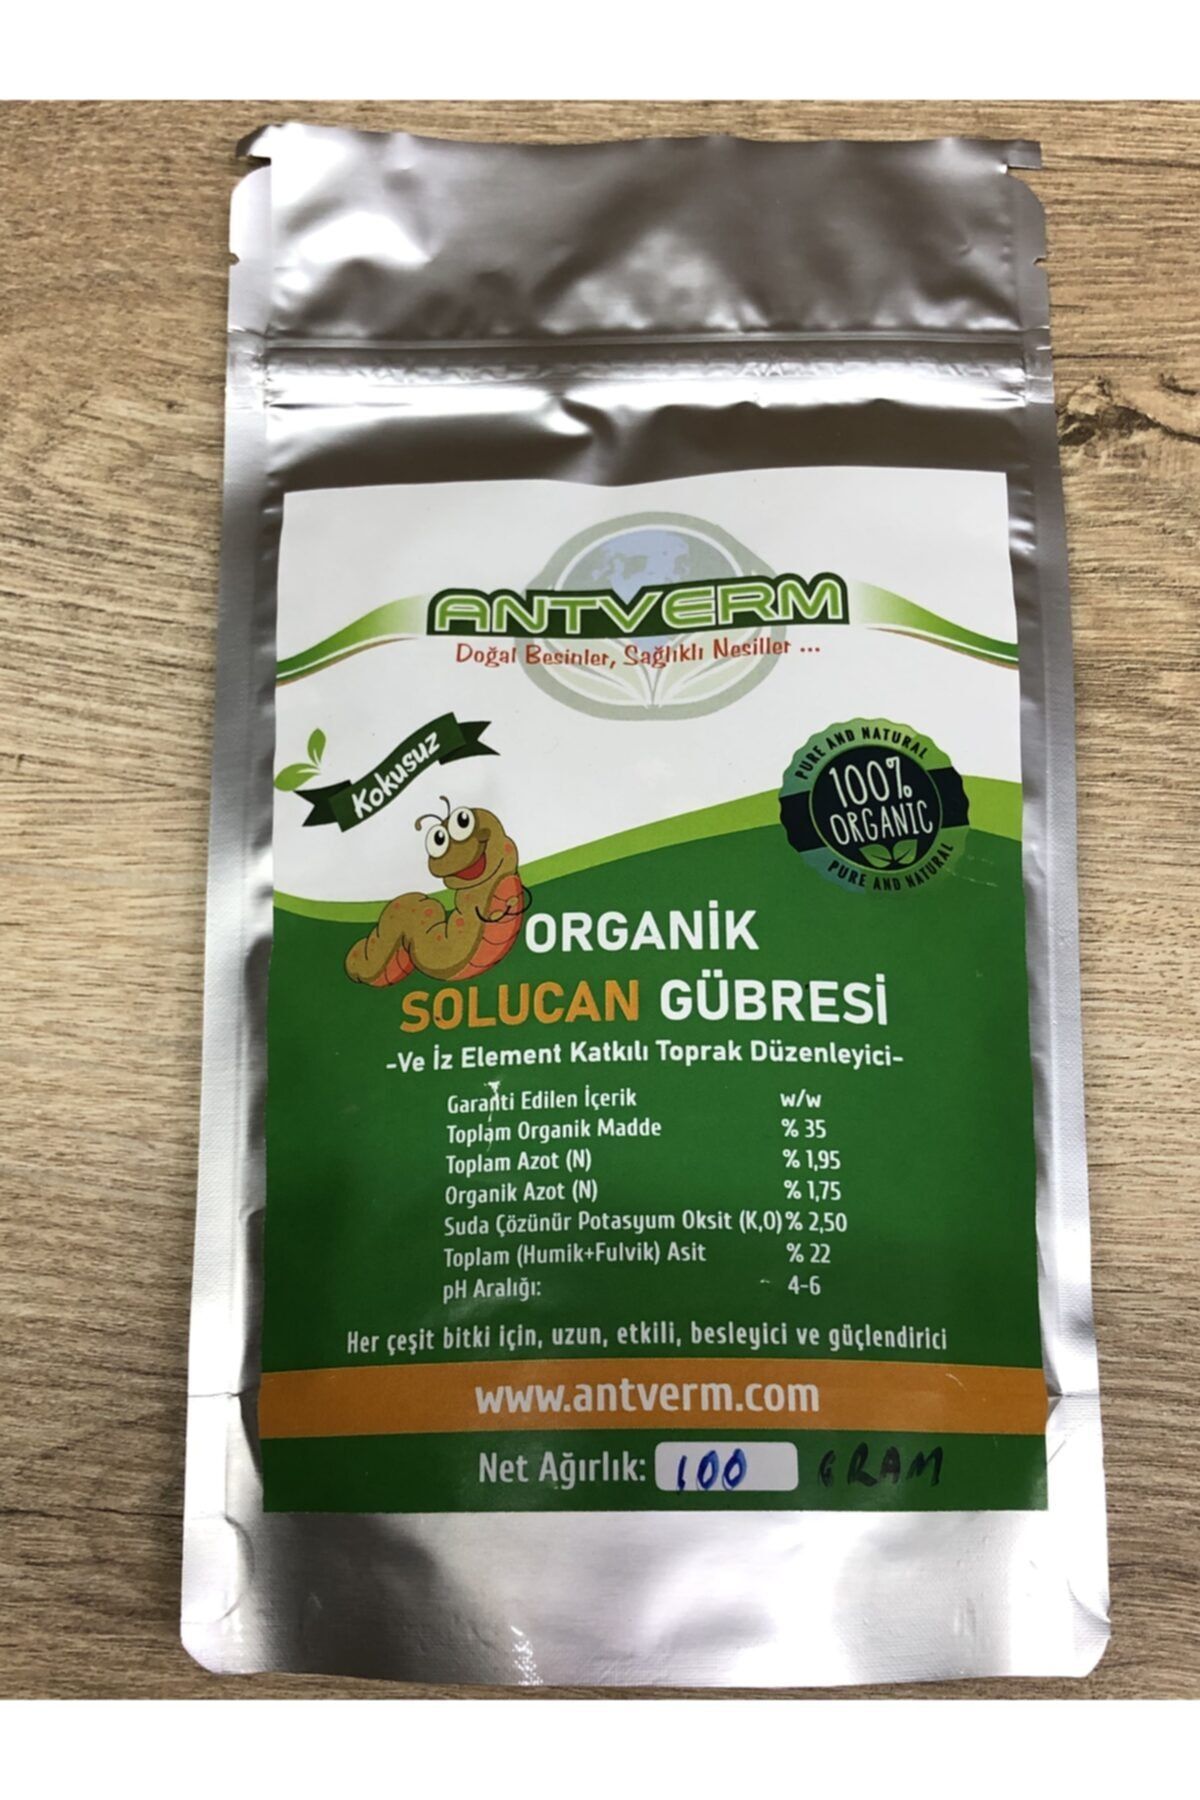 ANTVERM
Doğal Besinler, Sağlıklı Nesiller ...
Kokusuz
PURE AND NATURAL
100%
ORGANIC
PURE AND NATURAL
ORGANİK
SOLUCAN GÜBRESİ
-Ve İz Element Katkılı Toprak Düzenleyici-
Garanti Edilen İçerik w/w
Toplam Organik Madde % 35
Toplam Azot (N) % 1,95
Organik Azot (N) % 1,75
Suda Çözünür Potasyum Oksit (K,O) % 2,50
Toplam (Humik+Fulvik) Asit % 22
pH Aralığı: 4-6
Her çeşit bitki için, uzun, etkili, besleyici ve güçlendirici
www.antverm.com
Net Ağırlık: 100 GRAM